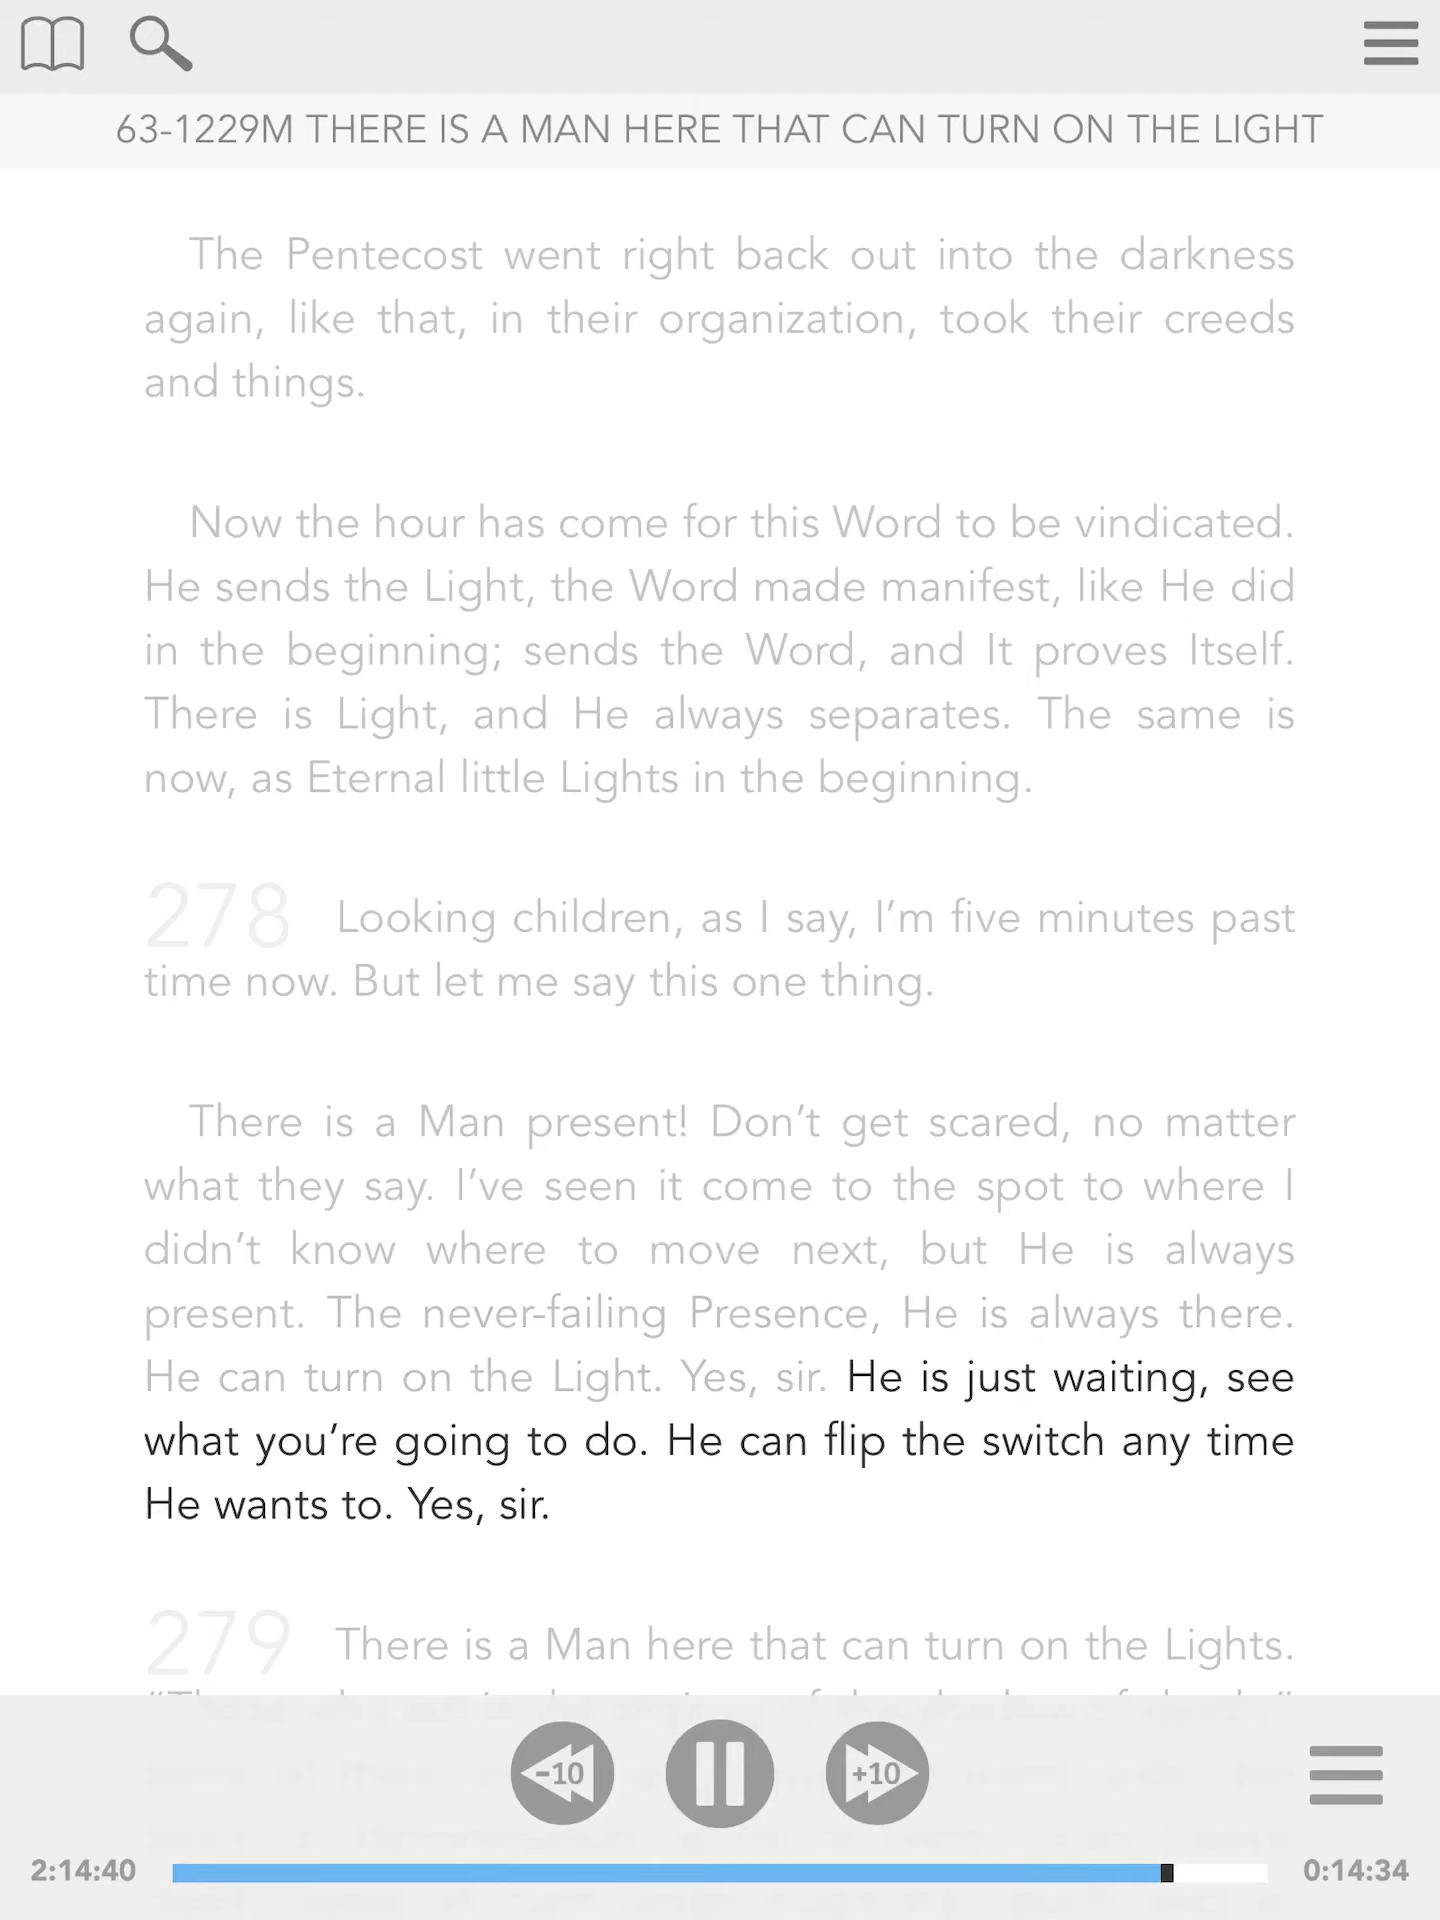 63-1229M THERE IS A MAN HERE THAT CAN TURN ON THE LIGHT
The Pentecost went right back out into the darkness
again, like that, in their organization, took their creeds
and things.
Now the hour has come for this Word to be vindicated.
He sends the Light, the Word made manifest, like He did
in the beginning; sends the Word, and It proves Itself.
There is Light, and He always separates. The same is
now, as Eternal little Lights in the beginning.
278 Looking children, as I say, I’m five minutes past
time now. But let me say this one thing.
There is a Man present! Don’t get scared, no matter
what they say. I’ve seen it come to the spot to where I
didn’t know where to move next, but He is always
present. The never-failing Presence, He is always there.
He can turn on the Light. Yes, sir. He is just waiting, see
what you’re going to do. He can flip the switch any time
He wants to. Yes, sir.
279 There is a Man here that can turn on the Lights.
-10 +10
2:14:40 0:14:34